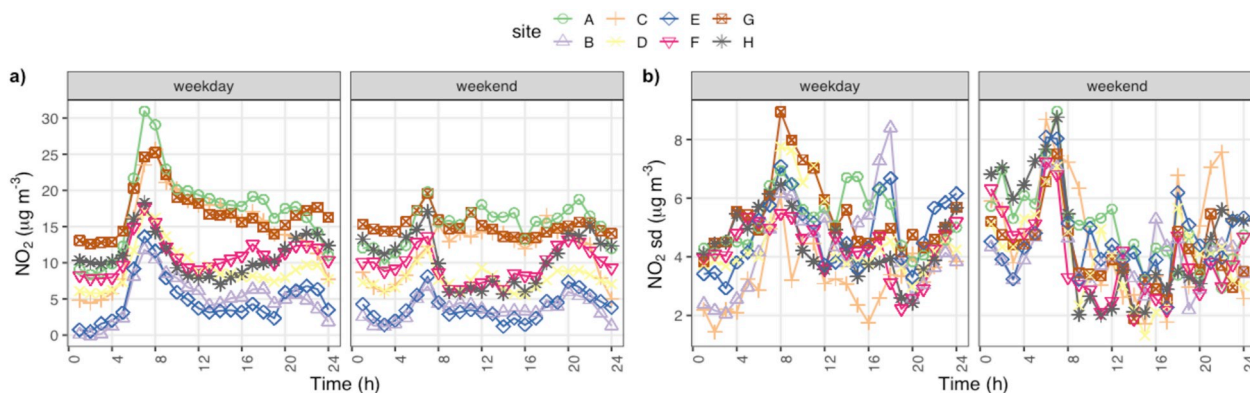 site A C E G
B D F H
a) weekday weekend b) weekday weekend
NO₂ (µg m⁻³)
30
25
20
15
10
5
0
NO₂ sd (µg m⁻³)
8
6
4
2
0 4 8 12 16 20 24 0 4 8 12 16 20 24 0 4 8 12 16 20 24 0 4 8 12 16 20 24
Time (h) Time (h)